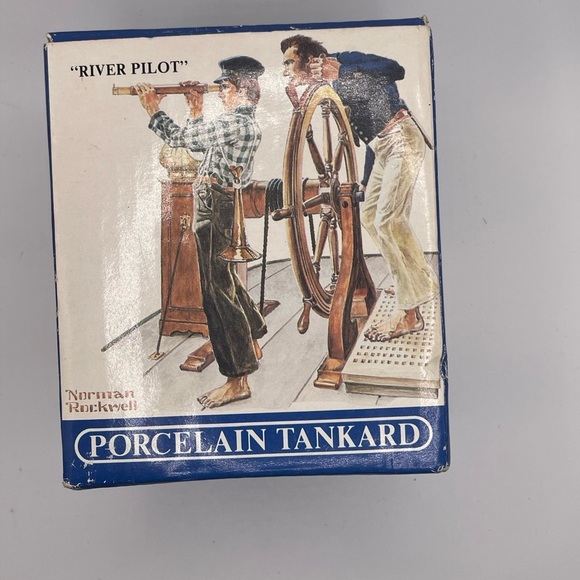 "RIVER PILOT"
Norman
Rockwell
PORCELAIN TANKARD